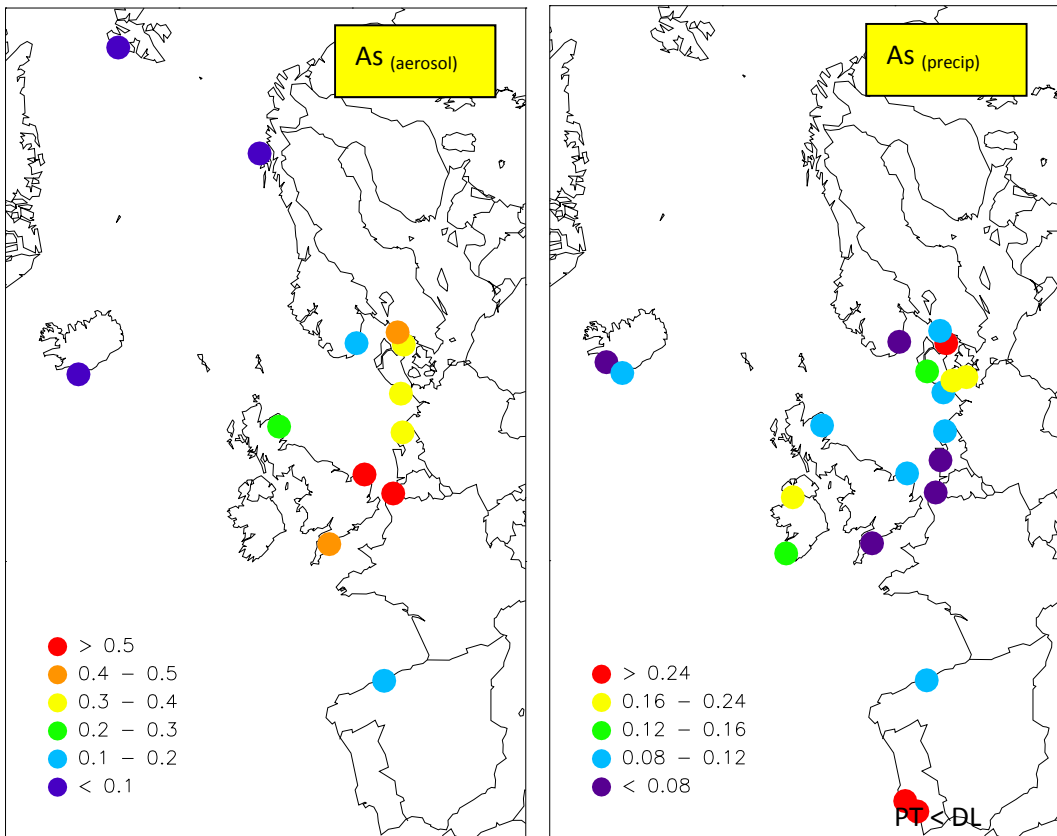 As (aerosol)
> 0.5
0.4 – 0.5
0.3 – 0.4
0.2 – 0.3
0.1 – 0.2
< 0.1
As (precip)
> 0.24
0.16 – 0.24
0.12 – 0.16
0.08 – 0.12
< 0.08
PT < DL